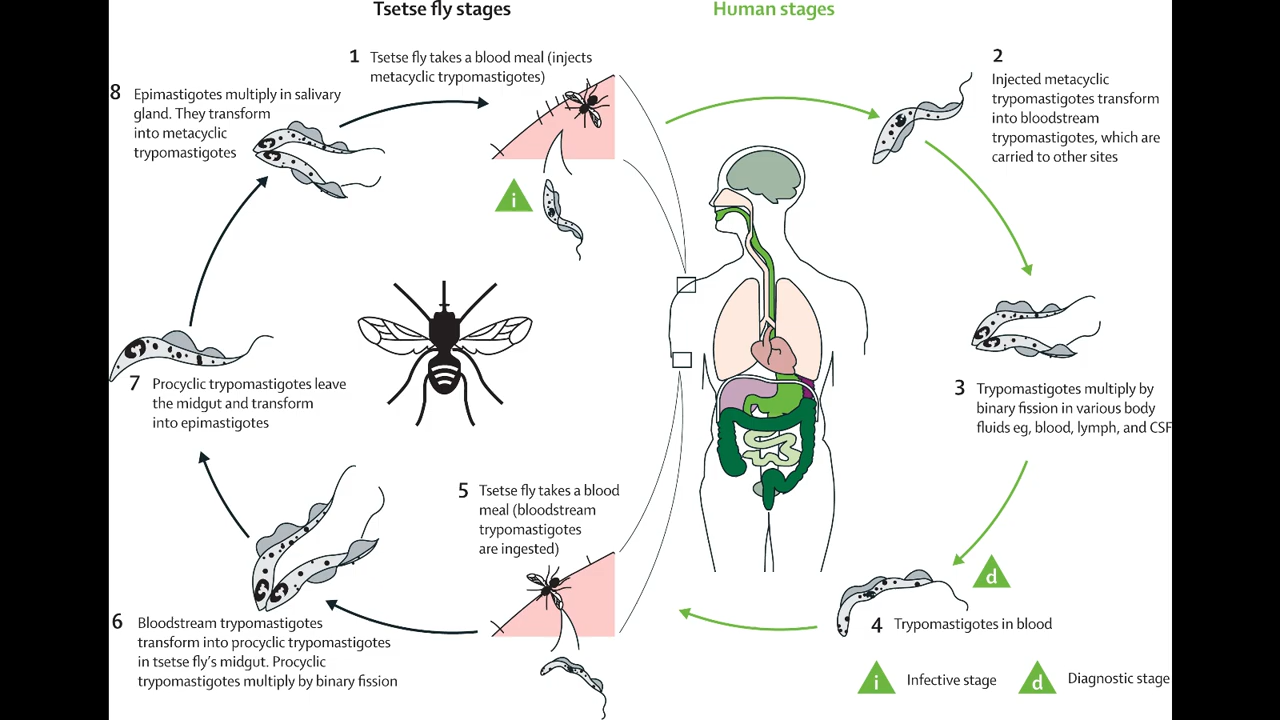 Tsetse fly stages
Human stages
1 Tsetse fly takes a blood meal (injects
metacyclic trypomastigotes)
i
2
Injected metacyclic
trypomastigotes transform
into bloodstream
trypomastigotes, which are
carried to other sites
3 Trypomastigotes multiply by
binary fission in various body
fluids eg, blood, lymph, and CSF
d
4 Trypomastigotes in blood
5 Tsetse fly takes a blood
meal (bloodstream
trypomastigotes
are ingested)
6 Bloodstream trypomastigotes
transform into procyclic trypomastigotes
in tsetse fly's midgut. Procyclic
trypomastigotes multiply by binary fission
7 Procyclic trypomastigotes leave
the midgut and transform
into epimastigotes
8 Epimastigotes multiply in salivary
gland. They transform
into metacyclic
trypomastigotes
i Infective stage
d Diagnostic stage